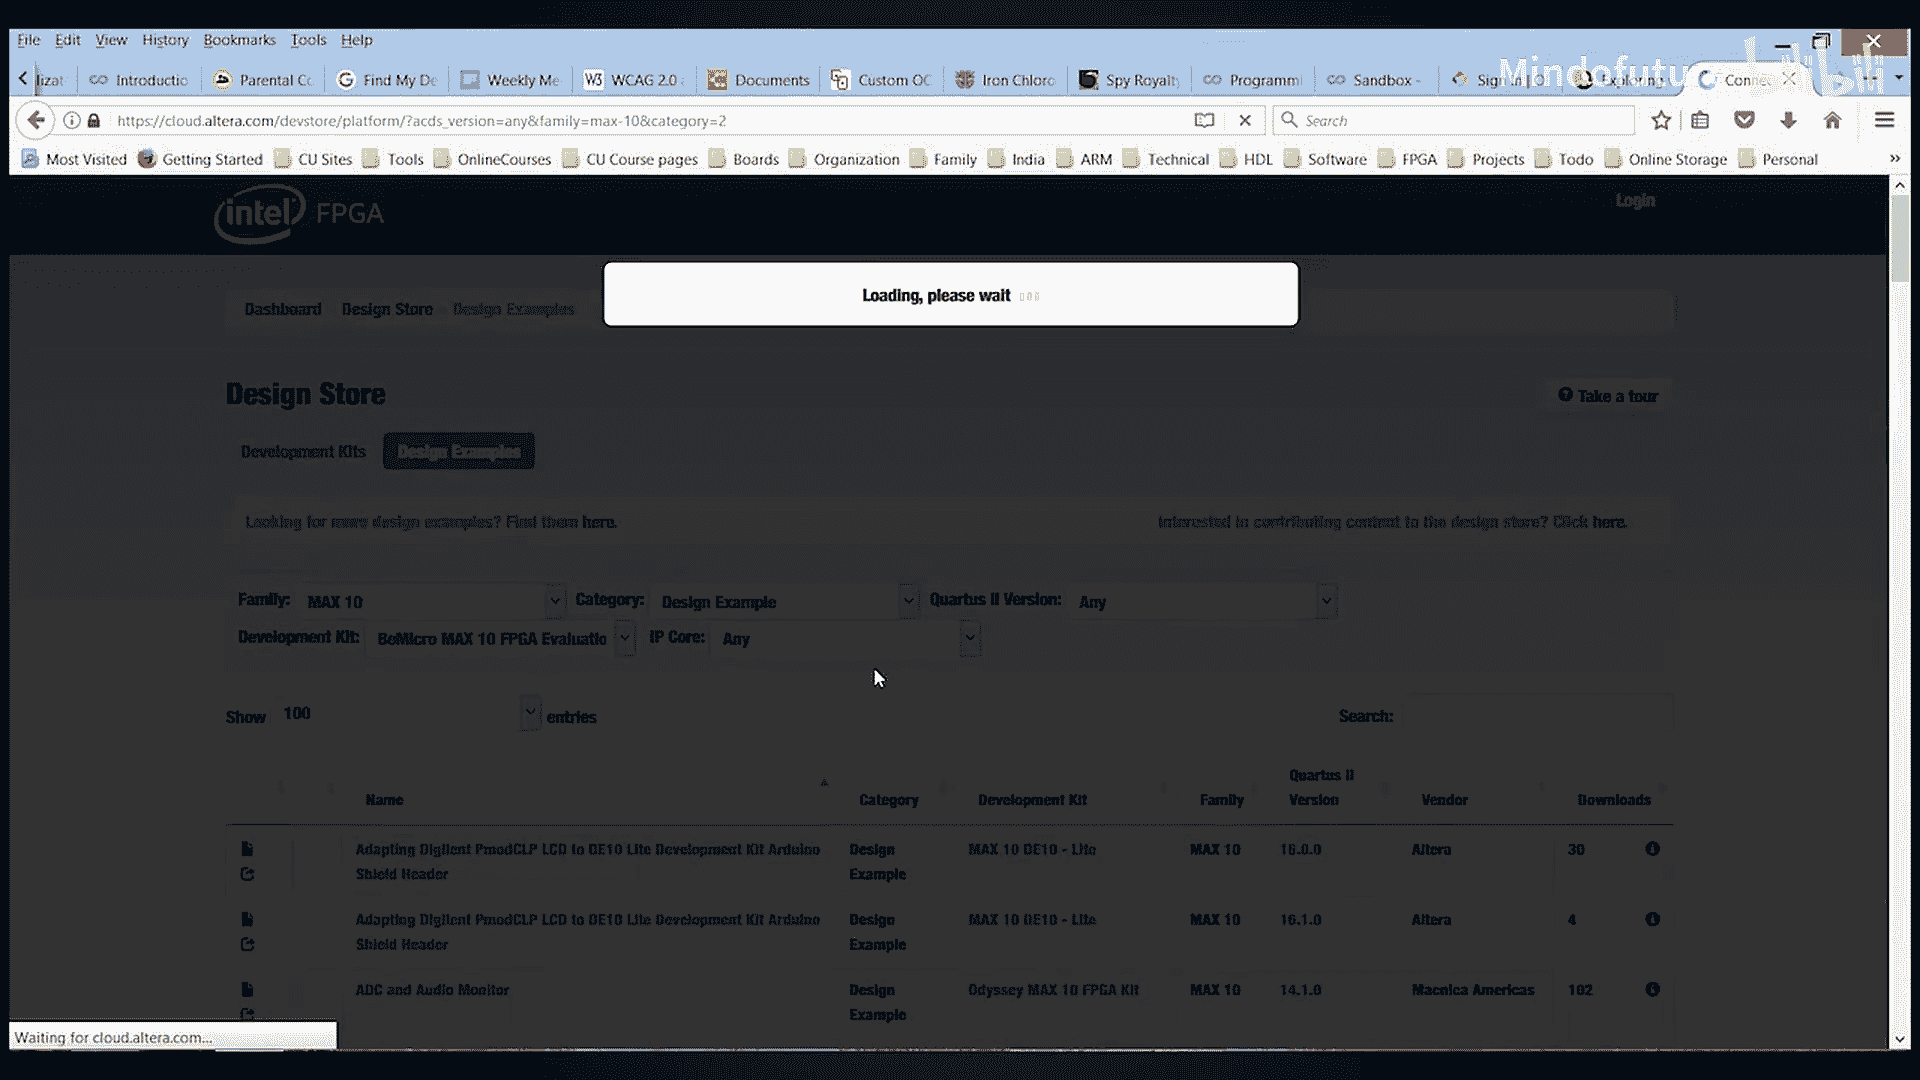 File Edit View History Bookmarks Tools Help
lizat Introductio Parental Co Find My De Weekly Me W3 WCAG 2.0 Documents Custom OC Iron Chloro Spy Royalty Programmi Sandbox - Sign In | O Exploring Conne
Mindofutur
https://cloud.altera.com/devstore/platform/?acds_version=any&family=max-10&category=2 Search
Most Visited Getting Started CU Sites Tools OnlineCourses CU Course pages Boards Organization Family India ARM Technical HDL Software FPGA Projects Todo Online Storage Personal »
intel FPGA Login
Loading, please wait
Dashboard Design Store Design Examples
Design Store Take a tour
Development Kits Design Examples
Looking for more design examples? Find them here. Interested in contributing content to the design store? Click here.
Family: MAX 10 Category: Design Example Quartus II Version: Any
Development Kit: BeMicro MAX 10 FPGA Evaluatio IP Core: Any
Show 100 entries Search:
Name Category Development Kit Family Quartus II Version Vendor Downloads
Adapting Digilent PmodCLP LCD to DE10 Lite Development Kit Arduino Design MAX 10 DE10 - Lite MAX 10 16.0.0 Altera 30
Shield Header Example
Adapting Digilent PmodCLP LCD to DE10 Lite Development Kit Arduino Design MAX 10 DE10 - Lite MAX 10 16.1.0 Altera 4
Shield Header Example
ADC and Audio Monitor Design Odyssey MAX 10 FPGA Kit MAX 10 14.1.0 Macnica Americas 102
Example
Waiting for cloud.altera.com...